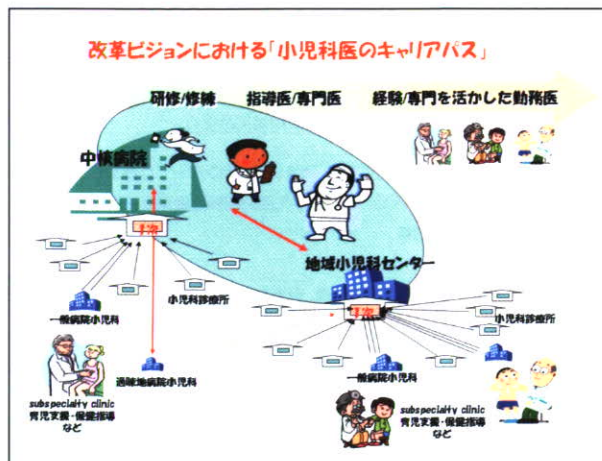 改革ビジョンにおける「小児科医のキャリアパス」
研修/修練 指導医/専門医 経験/専門を活かした勤務医
中核病院
地域小児科センター
小児科診療所
一般病院小児科
小児科診療所
過疎地病院小児科
一般病院小児科
subspecialty clinic
育児支援・保健指導
など
subspecialty clinic
育児支援・保健指導
など